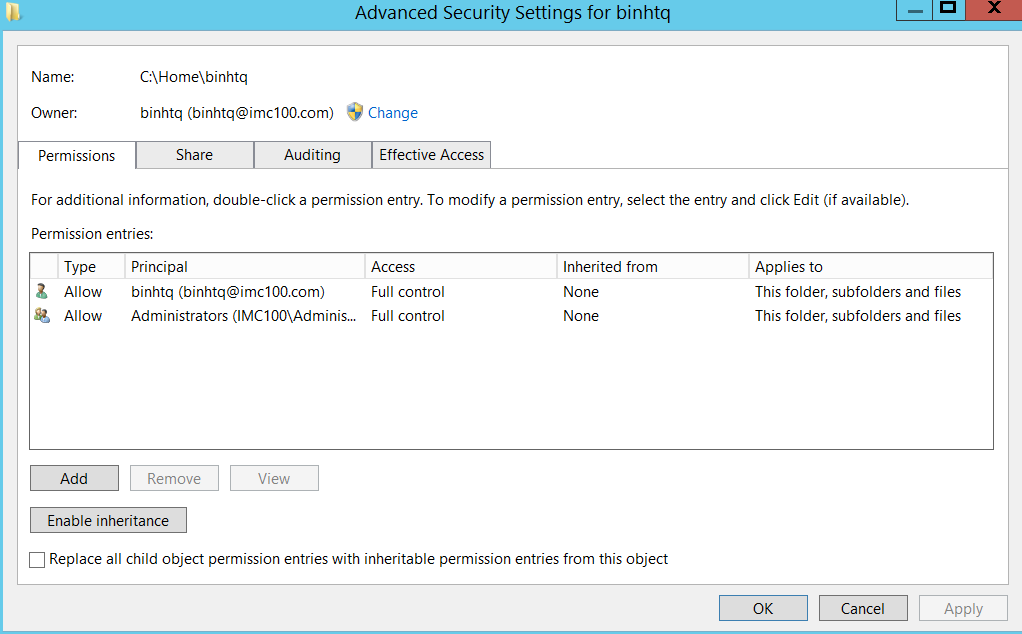 Advanced Security Settings for binhtq
Name: C:\Home\binhtq
Owner: binhtq (binhtq@imc100.com) Change
Permissions Share Auditing Effective Access
For additional information, double-click a permission entry. To modify a permission entry, select the entry and click Edit (if available).
Permission entries:
Type Principal Access Inherited from Applies to
Allow binhtq (binhtq@imc100.com) Full control None This folder, subfolders and files
Allow Administrators (IMC100\Adminis... Full control None This folder, subfolders and files
Add Remove View
Enable inheritance
Replace all child object permission entries with inheritable permission entries from this object
OK Cancel Apply